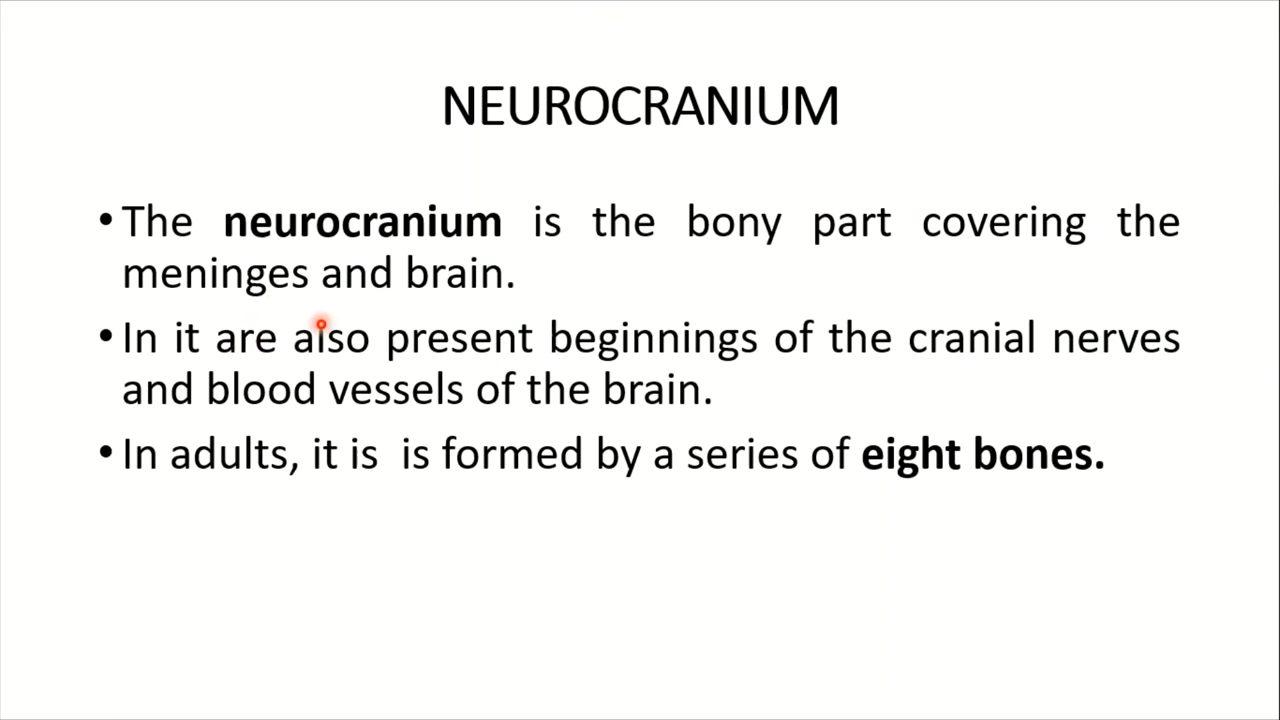 NEUROCRANIUM
•The neurocranium is the bony part covering the
meninges and brain.
•In it are also present beginnings of the cranial nerves
and blood vessels of the brain.
•In adults, it is  is formed by a series of eight bones.